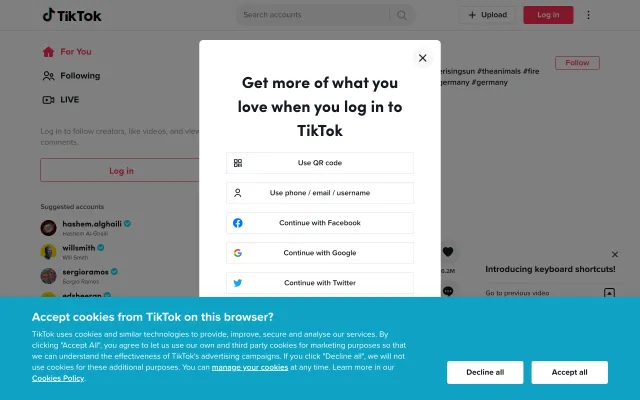 TikTok
Search accounts
Upload
Log in
For You
Following
LIVE
Log in to follow creators, like videos, and view
comments.
Log in
Suggested accounts
hashem.alghaili
Hashem Al-Ghaili
willsmith
Will Smith
sergioramos
Sergio Ramos
edsheeran
Get more of what you
love when you log in to
TikTok
Use QR code
Use phone / email / username
Continue with Facebook
Continue with Google
Continue with Twitter
erisingsun #theanimals #fire
germany #germany
Follow
Introducing keyboard shortcuts!
Go to previous video
Accept cookies from TikTok on this browser?
TikTok uses cookies and similar technologies to provide, improve, secure and analyse our services. By
clicking "Accept All", you agree to let us use our own and third party cookies for marketing purposes so that
we can understand the effectiveness of TikTok's advertising campaigns. If you click "Decline all", we will
not use cookies for these additional purposes. You can manage your cookies at any time. Learn more in our
Cookies Policy.
Decline all
Accept all